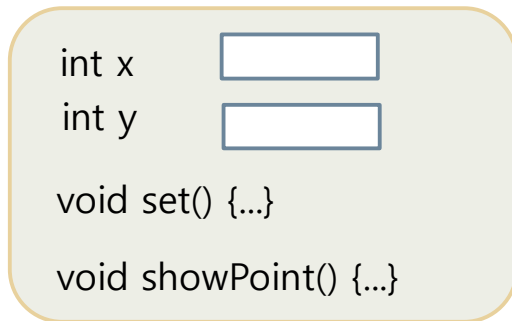 int x
int y
void set() {...}
void showPoint() {...}